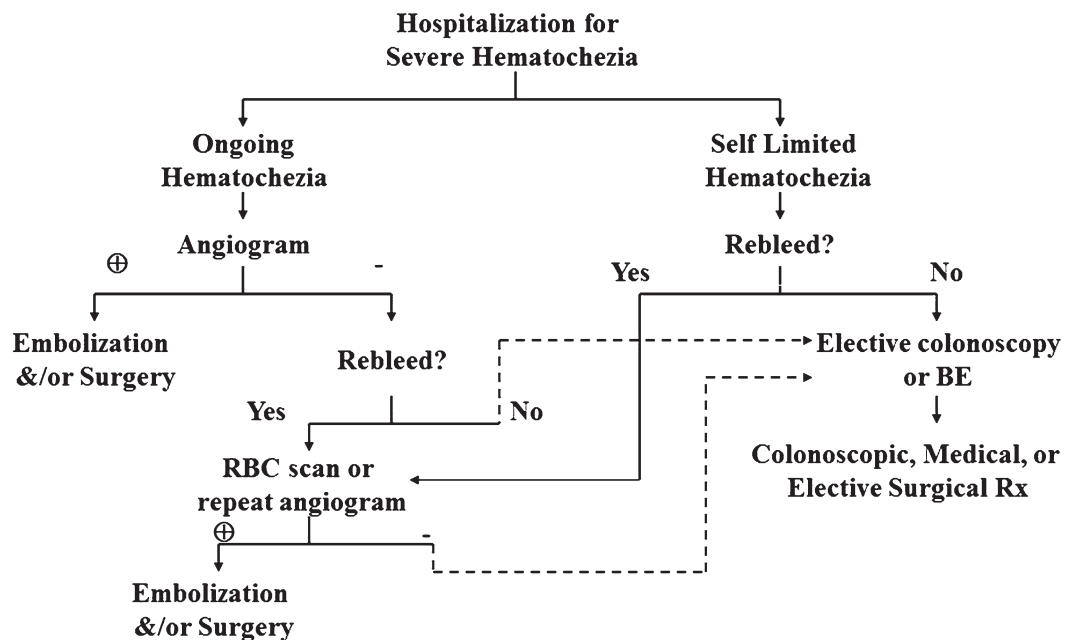 Hospitalization for
Severe Hematochezia
Ongoing
Hematochezia
Self Limited
Hematochezia
Angiogram
Rebleed?
⊕
-
Yes
No
Embolization
&/or Surgery
Rebleed?
Elective colonoscopy
or BE
Yes
No
RBC scan or
repeat angiogram
Colonoscopic, Medical, or
Elective Surgical Rx
⊕
-
Embolization
&/or Surgery